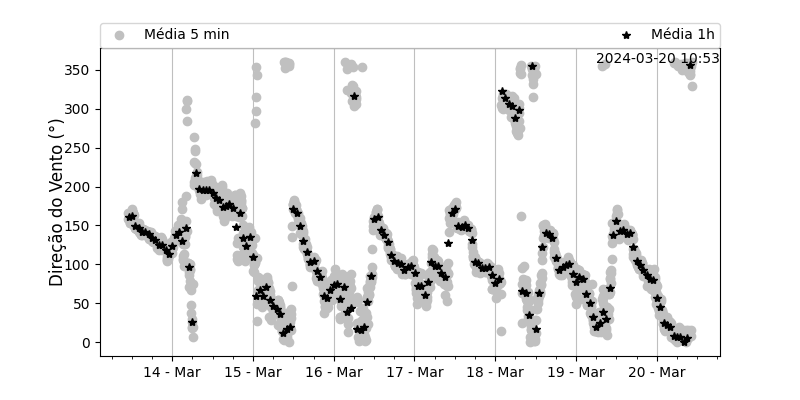 Média 5 min
Média 1h
2024-03-20 10:53
Direção do Vento (°)
350
300
250
200
150
100
50
0
14 - Mar
15 - Mar
16 - Mar
17 - Mar
18 - Mar
19 - Mar
20 - Mar